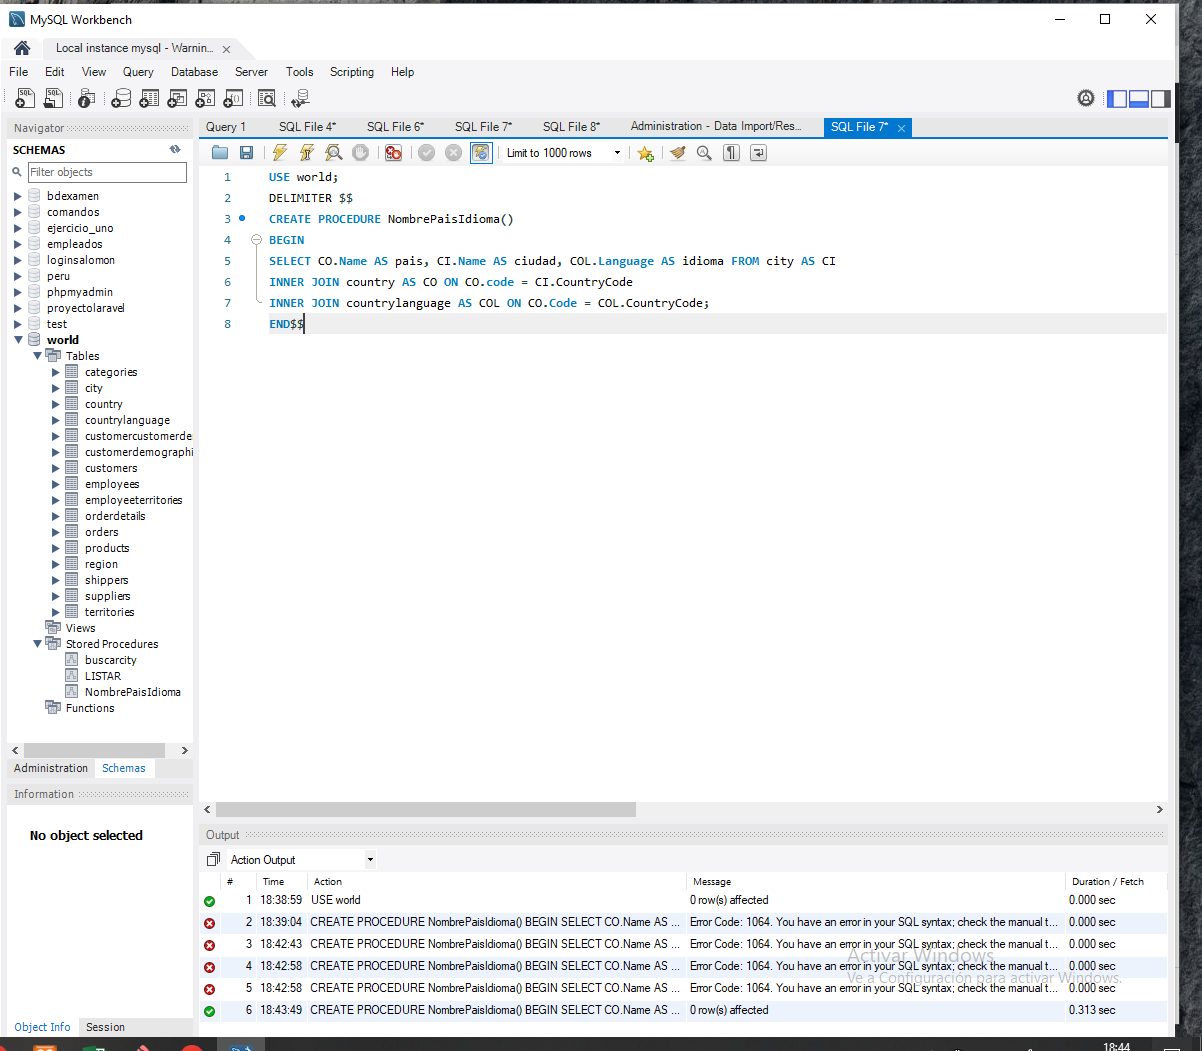 MySQL Workbench
Local instance mysql - Warnin...
File Edit View Query Database Server Tools Scripting Help
Navigator
SCHEMAS
Filter objects
bdexamen
comandos
ejercicio_uno
empleados
loginsalomon
peru
phpmyadmin
proyectolaravel
test
world
Tables
categories
city
country
countrylanguage
customercustomerde
customerdemographi
customers
employees
employeeterritories
orderdetails
orders
products
region
shippers
suppliers
territories
Views
Stored Procedures
buscarcity
LISTAR
NombrePaisIdioma
Functions
Administration Schemas
Information
No object selected
Object Info Session
Query 1 SQL File 4* SQL File 6* SQL File 7* SQL File 8* Administration - Data Import/Res... SQL File 7*
Limit to 1000 rows
1 USE world;
2 DELIMITER $$
3 CREATE PROCEDURE NombrePaisIdioma()
4 BEGIN
5 SELECT CO.Name AS pais, CI.Name AS ciudad, COL.Language AS idioma FROM city AS CI
6 INNER JOIN country AS CO ON CO.code = CI.CountryCode
7 INNER JOIN countrylanguage AS COL ON CO.Code = COL.CountryCode;
8 END$$
Output
Action Output
# Time Action Message Duration / Fetch
1 18:38:59 USE world 0 row(s) affected 0.000 sec
2 18:39:04 CREATE PROCEDURE NombrePaisIdioma() BEGIN SELECT CO.Name AS ... Error Code: 1064. You have an error in your SQL syntax; check the manual t... 0.000 sec
3 18:42:43 CREATE PROCEDURE NombrePaisIdioma() BEGIN SELECT CO.Name AS ... Error Code: 1064. You have an error in your SQL syntax; check the manual t... 0.000 sec
4 18:42:58 CREATE PROCEDURE NombrePaisIdioma() BEGIN SELECT CO.Name AS ... Error Code: 1064. You have an error in your SQL syntax; check the manual t... 0.000 sec
5 18:42:58 CREATE PROCEDURE NombrePaisIdioma() BEGIN SELECT CO.Name AS ... Error Code: 1064. You have an error in your SQL syntax; check the manual t... 0.000 sec
6 18:43:49 CREATE PROCEDURE NombrePaisIdioma() BEGIN SELECT CO.Name AS ... 0 row(s) affected 0.313 sec
Activar Windows
Ve a Configuración para activar Windows.
18:44